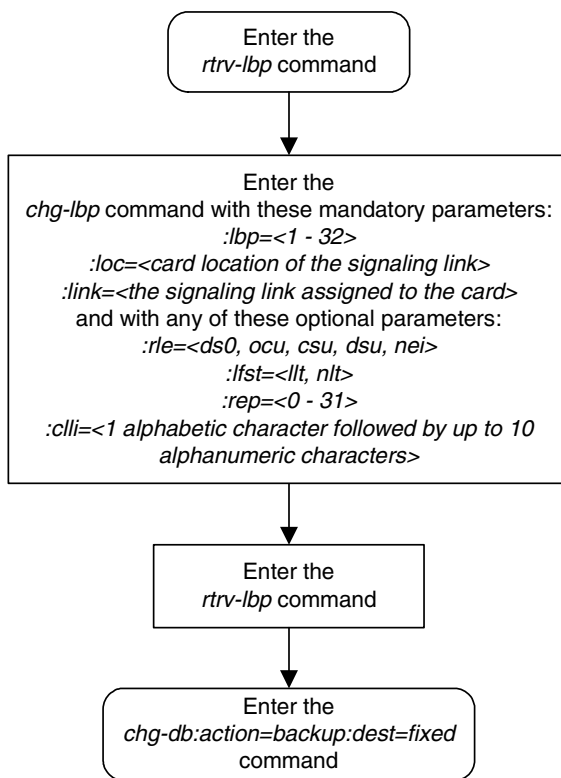 Enter the
rtrv-lbp command
Enter the
chg-lbp command with these mandatory parameters:
:lbp=<1 - 32>
:loc=<card location of the signaling link>
:link=<the signaling link assigned to the card>
and with any of these optional parameters:
:rle=<ds0, ocu, csu, dsu, nei>
:lfst=<llt, nlt>
:rep=<0 - 31>
:clli=<1 alphabetic character followed by up to 10
alphanumeric characters>
Enter the
rtrv-lbp command
Enter the
chg-db:action=backup:dest=fixed
command